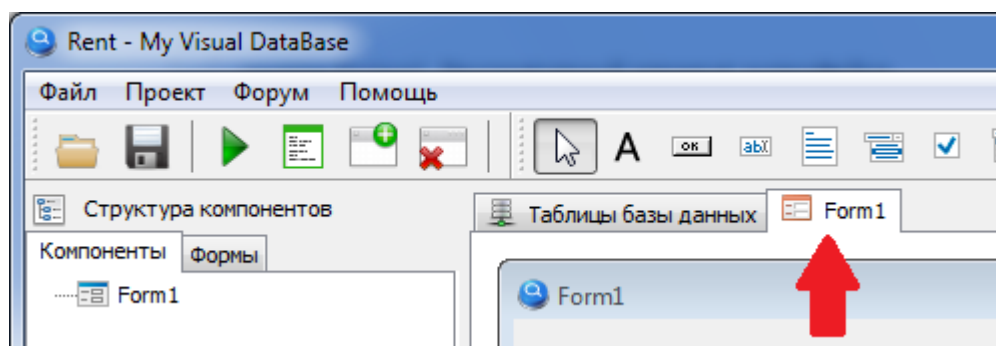 Rent - My Visual DataBase
Файл Проект Форум Помощь
A OK abI
Структура компонентов
Таблицы базы данных Form1
Компоненты Формы
Form1
Form1